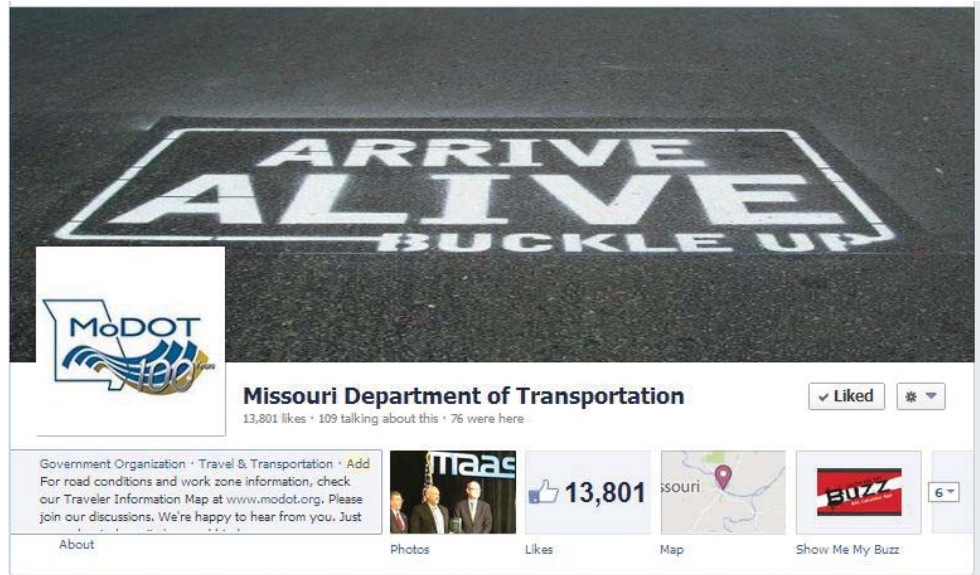 ARRIVE
ALIVE
BUCKLE UP
MoDOT
100 Years
Missouri Department of Transportation
✓ Liked
13,801 likes · 109 talking about this · 76 were here
Government Organization · Travel & Transportation · Add
For road conditions and work zone information, check
our Traveler Information Map at www.modot.org. Please
join our discussions. We're happy to hear from you. Just
About
maas
Photos
13,801
Likes
ssouri
Map
BUZZ
Show Me My Buzz
6